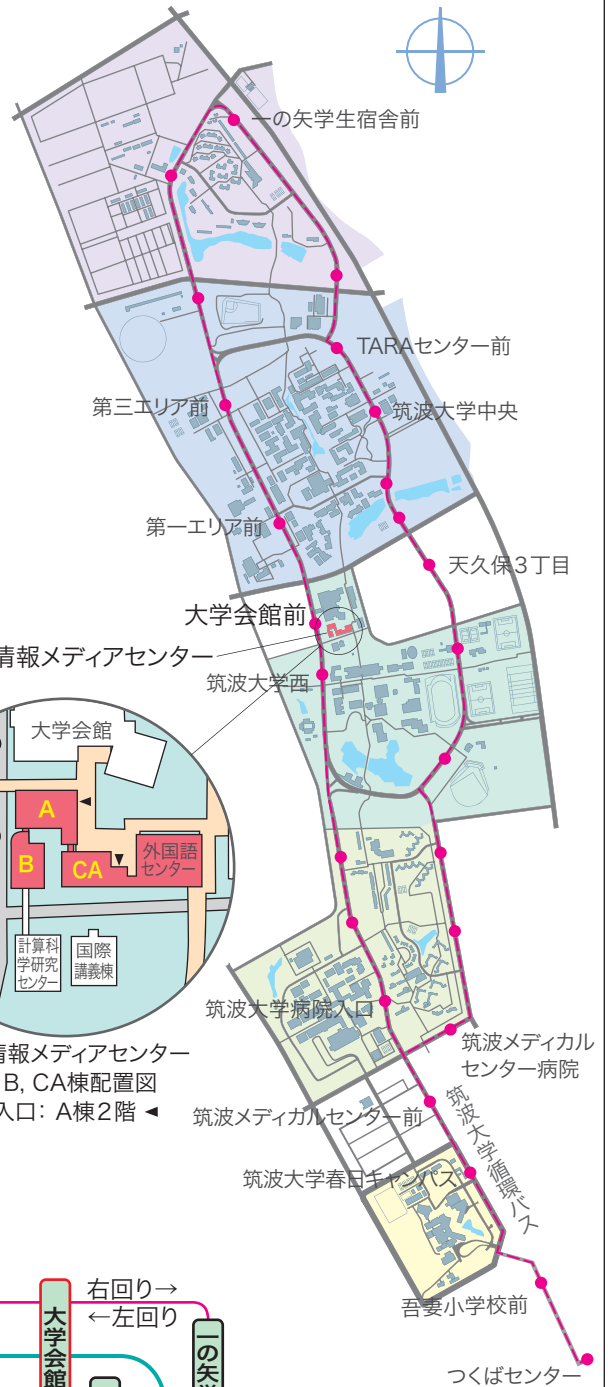 一の矢学生宿舎前
TARAセンター前
第三エリア前
筑波大学中央
第一エリア前
天久保3丁目
大学会館前
情報メディアセンター
筑波大学西
大学会館
A
B
CA
外国語
センター
計算科
学研究
センター
国際
講義棟
情報メディアセンター
B, CA棟配置図
入口: A棟2階 ◄
筑波大学病院入口
筑波メディカル
センター病院
筑波メディカルセンター前
筑波大学循環バス
筑波大学春日キャンパス
吾妻小学校前
つくばセンター
右回り→
←左回り
大学会館
一の矢学